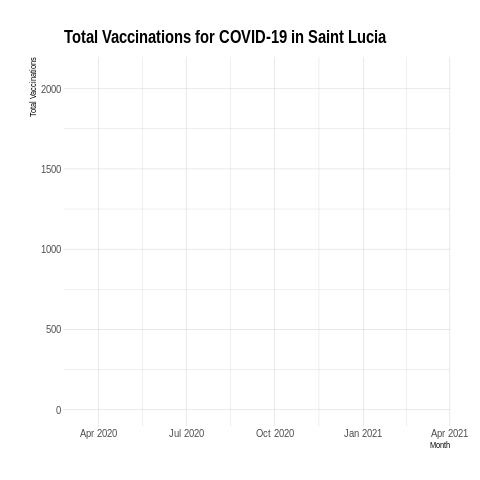 Total Vaccinations for COVID-19 in Saint Lucia
Total Vaccinations
2000
1500
1000
500
0
Apr 2020 Jul 2020 Oct 2020 Jan 2021 Apr 2021
Month